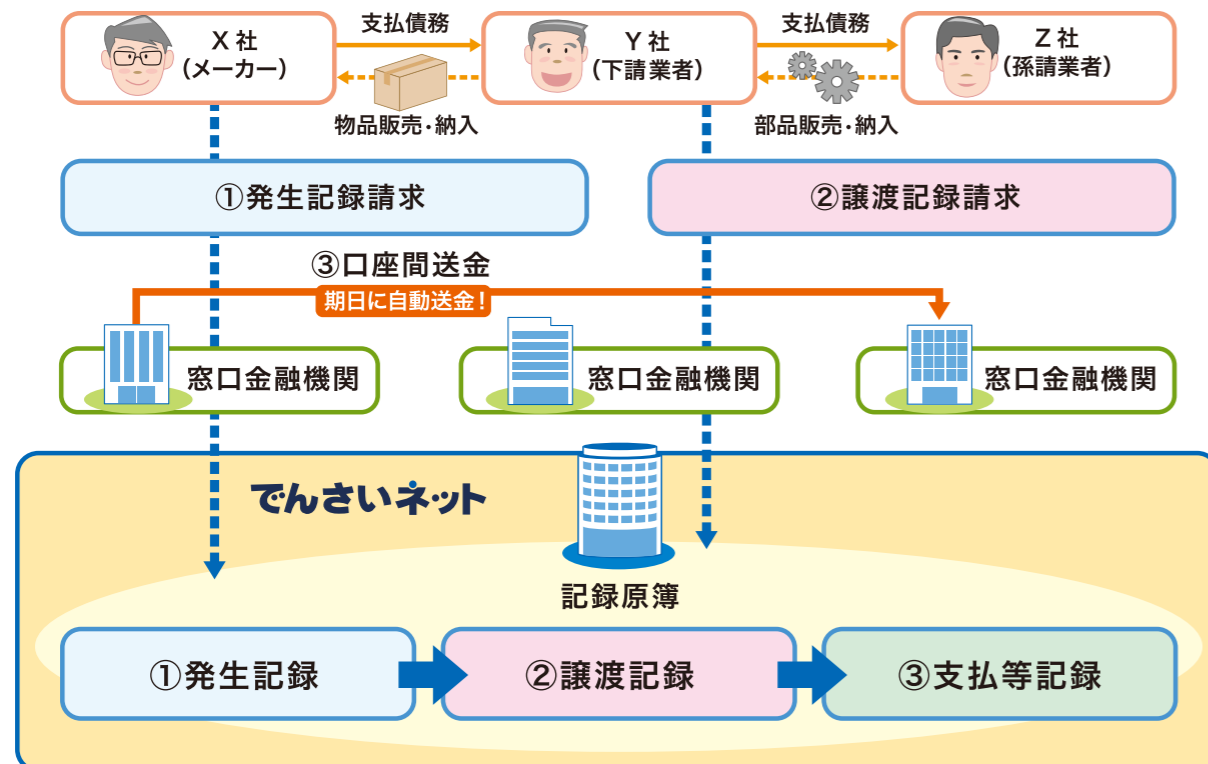 X 社
（メーカー）
支払債務
物品販売・納入
Y 社
（下請業者）
支払債務
部品販売・納入
Z 社
（孫請業者）
①発生記録請求
②譲渡記録請求
③口座間送金
期日に自動送金！
窓口金融機関
窓口金融機関
窓口金融機関
でんさいネット
記録原簿
①発生記録
②譲渡記録
③支払等記録